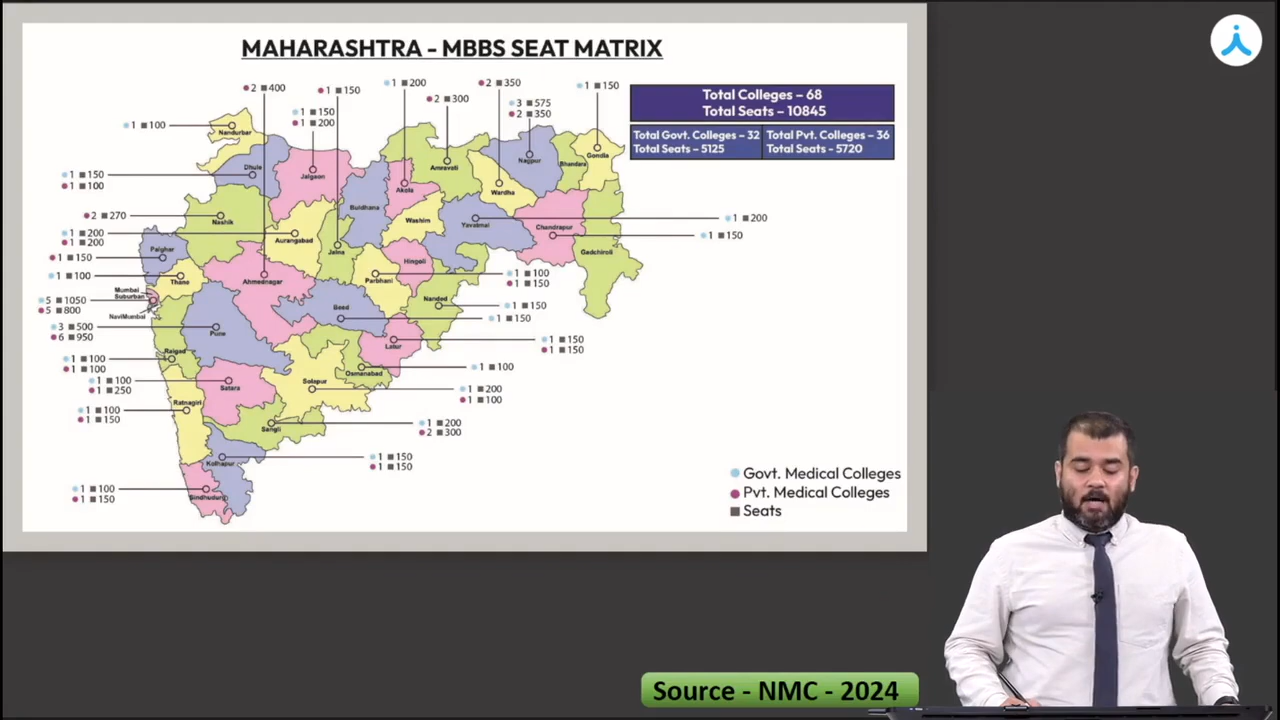 MAHARASHTRA - MBBS SEAT MATRIX
Total Colleges – 68
Total Seats – 10845
Total Govt. Colleges – 32
Total Seats – 5125
Total Pvt. Colleges – 36
Total Seats – 5720
2 400
1 150
1 200
2 350
1 150
2 300
3 575
2 350
1 150
1 200
1 100
1 150
1 100
2 270
1 200
1 200
1 150
1 100
5 1050
5 800
3 500
6 950
1 100
1 100
1 100
1 250
1 100
1 150
1 100
1 150
1 200
1 150
1 100
1 150
1 150
1 150
1 150
1 150
1 100
1 200
1 100
1 200
2 300
1 150
1 150
Nandurbar
Dhule
Jalgaon
Akola
Amravati
Wardha
Nagpur
Bhandara
Gondia
Nashik
Buldhana
Washim
Yavatmal
Chandrapur
Gadchiroli
Palghar
Aurangabad
Jalna
Hingoli
Parbhani
Thane
Ahmednagar
Mumbai
Suburban
NaviMumbai
Nanded
Beed
Pune
Latur
Raigad
Osmanabad
Satara
Solapur
Ratnagiri
Sangli
Kolhapur
Sindhudurg
Govt. Medical Colleges
Pvt. Medical Colleges
Seats
Source - NMC - 2024